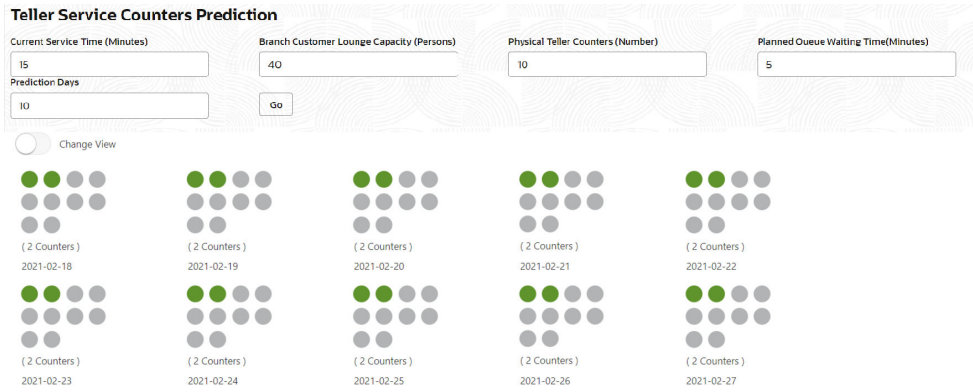 Teller Service Counters Prediction
Current Service Time (Minutes) Branch Customer Lounge Capacity (Persons) Physical Teller Counters (Number) Planned Queue Waiting Time(Minutes)
15 40 10 5
Prediction Days
10 Go
Change View
( 2 Counters ) ( 2 Counters ) ( 2 Counters ) ( 2 Counters ) ( 2 Counters )
2021-02-18 2021-02-19 2021-02-20 2021-02-21 2021-02-22
( 2 Counters ) ( 2 Counters ) ( 2 Counters ) ( 2 Counters ) ( 2 Counters )
2021-02-23 2021-02-24 2021-02-25 2021-02-26 2021-02-27